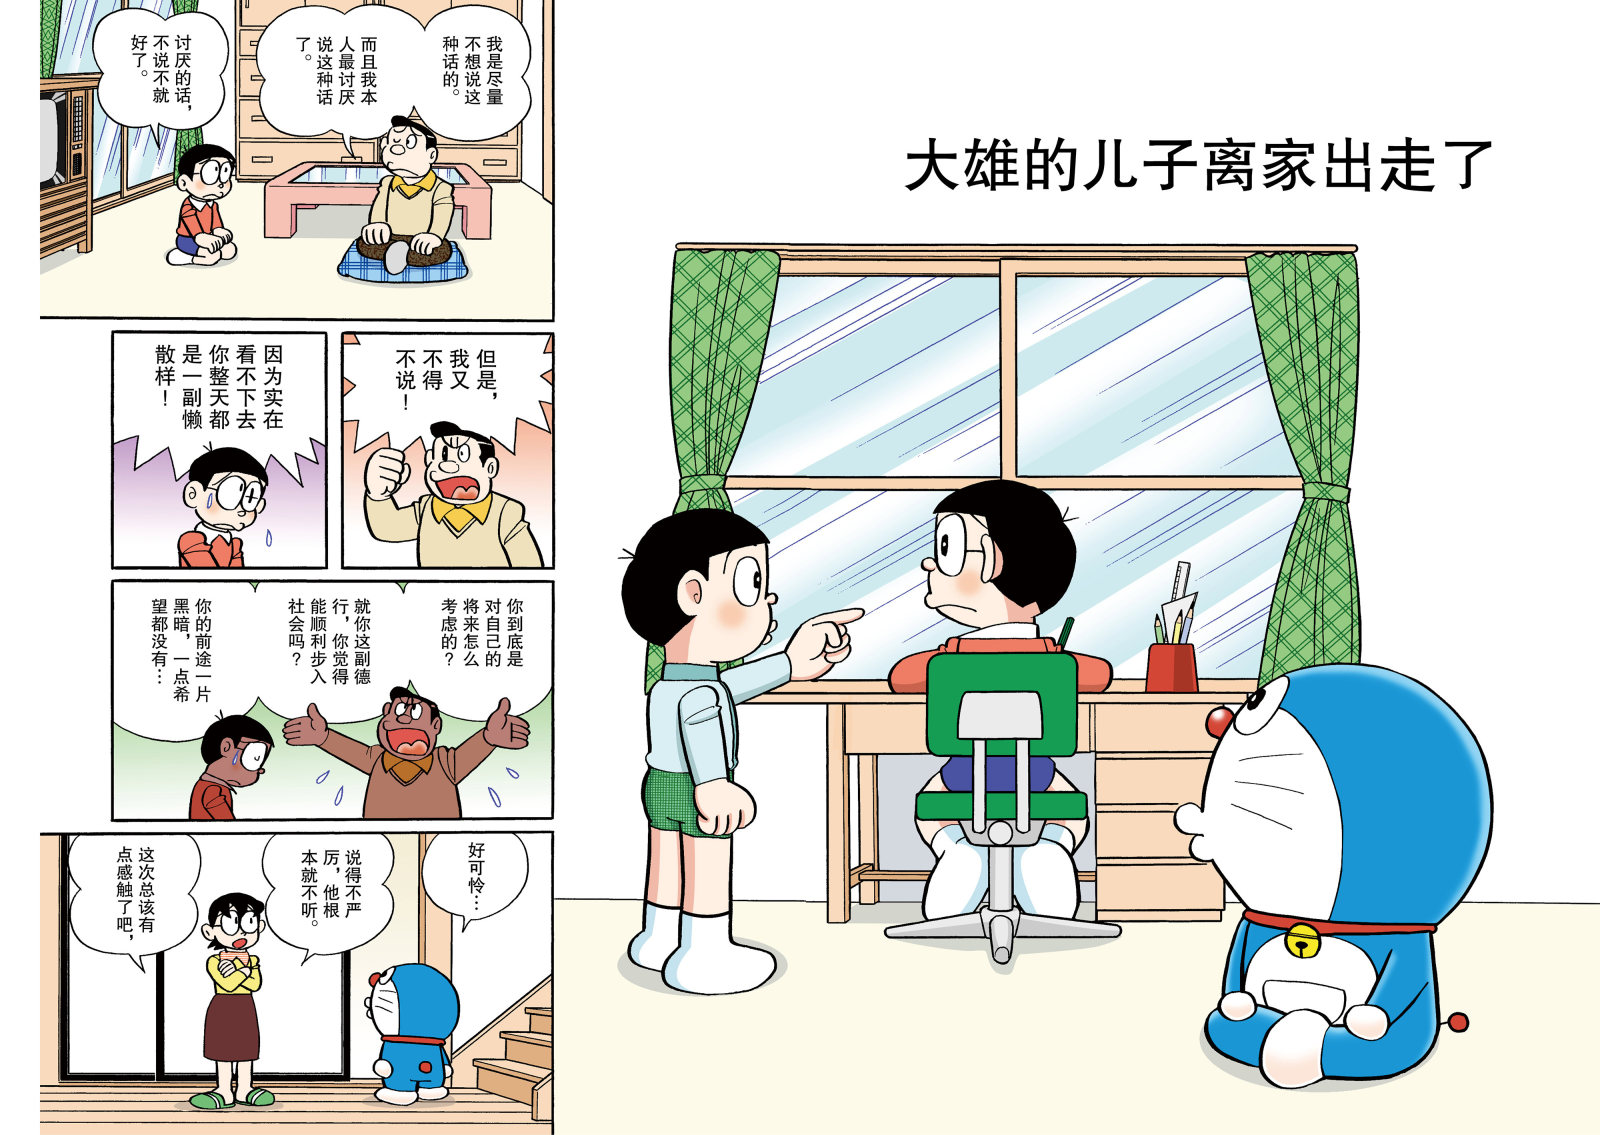 大雄的儿子离家出走了
我是尽量
不想说这
种话的。
而且我本
人最讨厌
说这种话
了。
讨厌的话，
不说不就
好了。
但是，
我又
不得
不说！
因为实在
看不下去
你整天都
是一副懒
散样！
你到底是
对自己的
将来怎么
考虑的？
就你这副德
行，你觉得
能顺利步入
社会吗？
你的前途一片
黑暗，一点希
望都没有…
好可怜…
说得不严
厉，他根
本就不听。
这次总该有
点感触了吧，